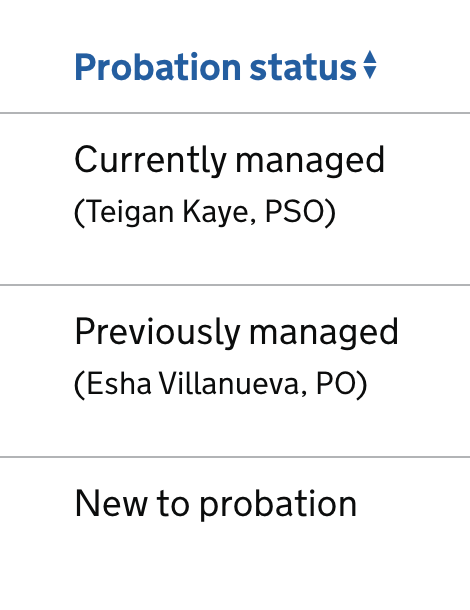 Probation status
Currently managed
(Teigan Kaye, PSO)
Previously managed
(Esha Villanueva, PO)
New to probation